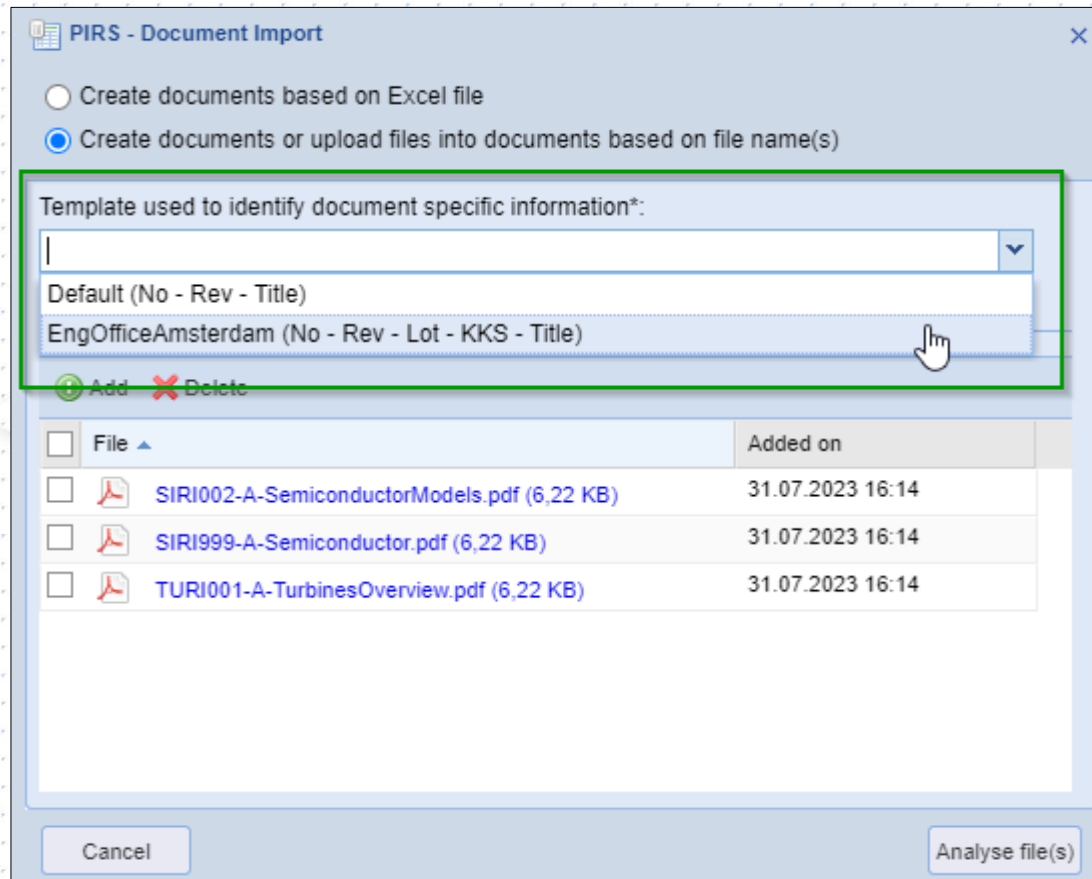 PIRS - Document Import
Create documents based on Excel file
Create documents or upload files into documents based on file name(s)
Template used to identify document specific information*:
Default (No - Rev - Title)
EngOfficeAmsterdam (No - Rev - Lot - KKS - Title)
Add Delete
File Added on
SIRI002-A-SemiconductorModels.pdf (6,22 KB) 31.07.2023 16:14
SIRI999-A-Semiconductor.pdf (6,22 KB) 31.07.2023 16:14
TURI001-A-TurbinesOverview.pdf (6,22 KB) 31.07.2023 16:14
Cancel Analyse file(s)